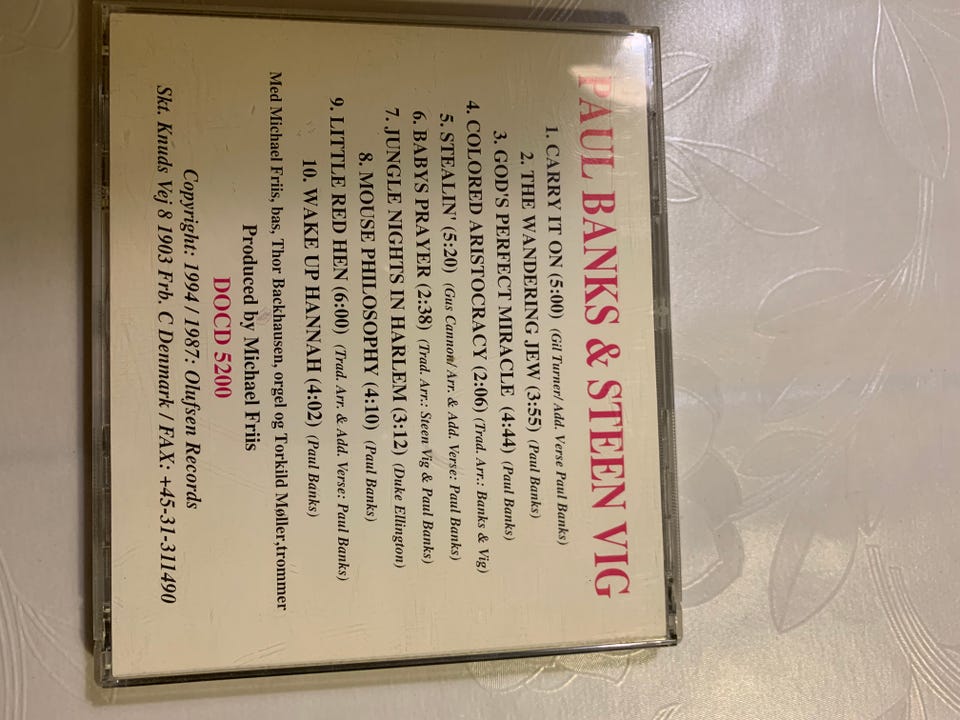 PAUL BANKS & STEEN VIG
1. CARRY IT ON (5:00) (Gil Turner/ Add. Verse Paul Banks)
2. THE WANDERING JEW (3:55) (Paul Banks)
3. GOD'S PERFECT MIRACLE (4:44) (Paul Banks)
4. COLORED ARISTOCRACY (2:06) (Trad. Arr.: Banks & Vig)
5. STEALIN' (5:20) (Gus Cannon/ Arr. & Add. Verse: Paul Banks)
6. BABYS PRAYER (2:38) (Trad. Arr.: Steen Vig & Paul Banks)
7. JUNGLE NIGHTS IN HARLEM (3:12) (Duke Ellington)
8. MOUSE PHILOSOPHY (4:10) (Paul Banks)
9. LITTLE RED HEN (6:00) (Trad. Arr. & Add. Verse: Paul Banks)
10. WAKE UP HANNAH (4:02) (Paul Banks)
Med Michael Friis, bas, Thor Backhausen, orgel og Torkild Møller,trommer
Produced by Michael Friis
DOCD 5200
Copyright: 1994 / 1987: Olufsen Records
Skt. Knuds Vej 8 1903 Frb. C Denmark / FAX: +45-31-311490